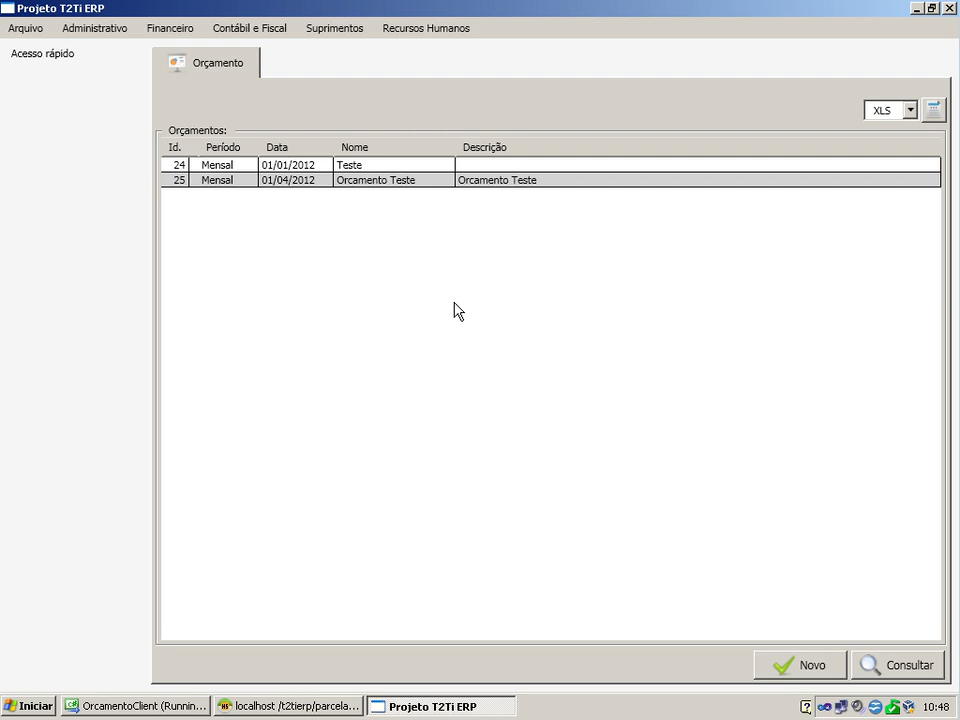 Projeto T2Ti ERP
Arquivo Administrativo Financeiro Contábil e Fiscal Suprimentos Recursos Humanos
Acesso rápido
Orçamento
XLS
Orçamentos:
Id. Período Data Nome Descrição
24 Mensal 01/01/2012 Teste
25 Mensal 01/04/2012 Orcamento Teste Orcamento Teste
Novo Consultar
Iniciar OrcamentoClient (Runnin... localhost /t2tierp/parcela... Projeto T2Ti ERP 10:48